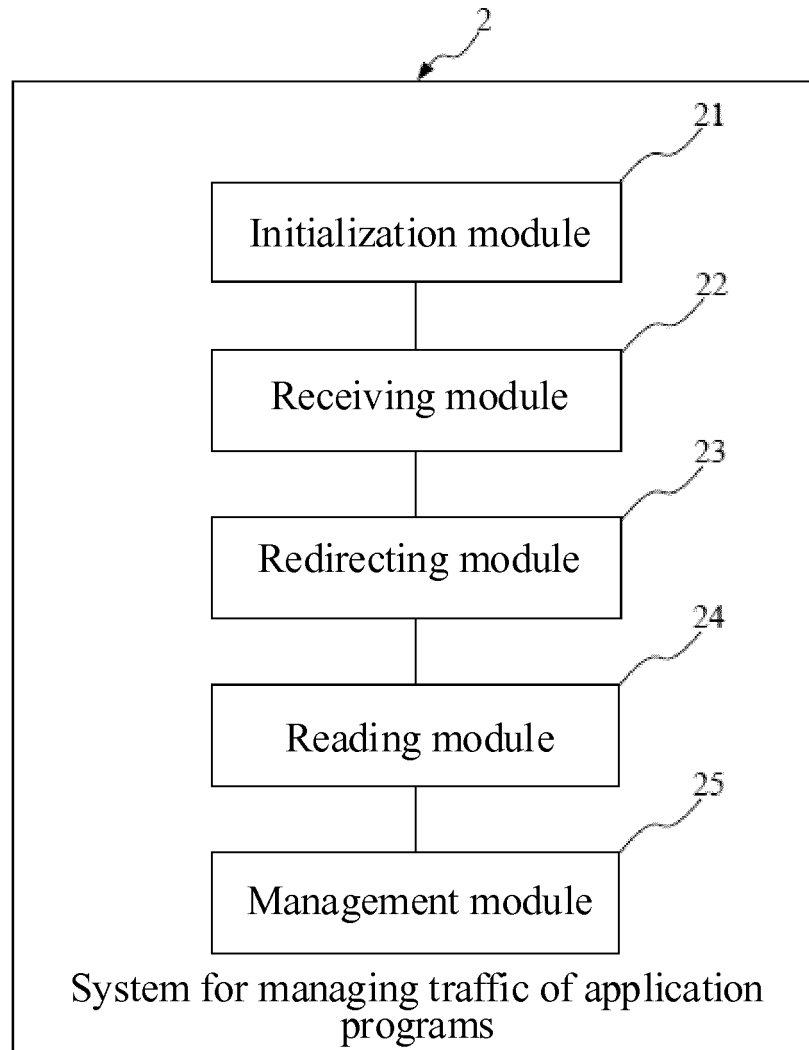 2
21
Initialization module
22
Receiving module
23
Redirecting module
24
Reading module
25
Management module
System for managing traffic of application
programs